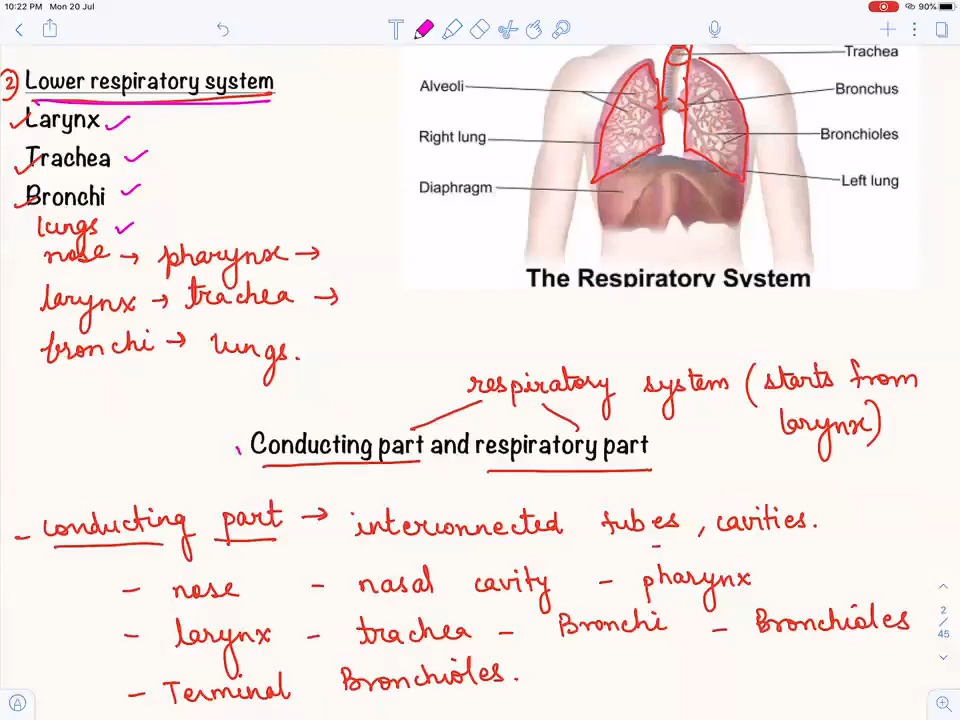 10:22 PM Mon 20 Jul
90%
2 Lower respiratory system
Larynx
Trachea
Bronchi
lungs
nose → pharynx →
larynx → trachea →
bronchi → lungs.
Trachea
Alveoli
Bronchus
Right lung
Bronchioles
Diaphragm
Left lung
The Respiratory System
respiratory system (starts from
larynx)
Conducting part and respiratory part
- conducting part → interconnected tubes, cavities.
- nose - nasal cavity - pharynx
- larynx - trachea - Bronchi - Bronchioles
- Terminal Bronchioles.
2
/
45